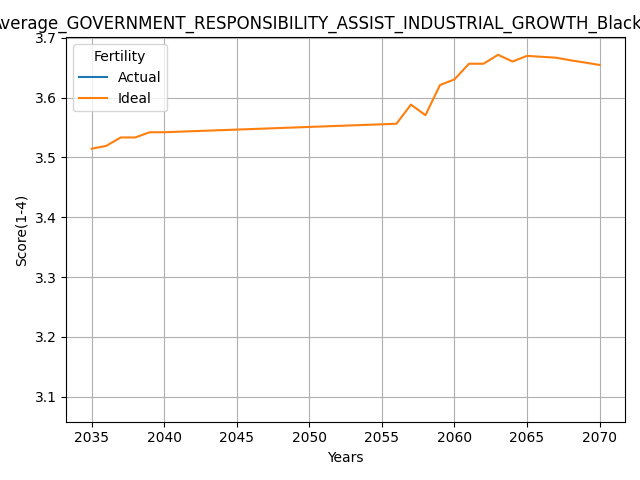 Average_GOVERNMENT_RESPONSIBILITY_ASSIST_INDUSTRIAL_GROWTH_Black
Fertility
Actual
Ideal
3.7
3.6
3.5
3.4
3.3
3.2
3.1
Score(1-4)
2035 2040 2045 2050 2055 2060 2065 2070
Years